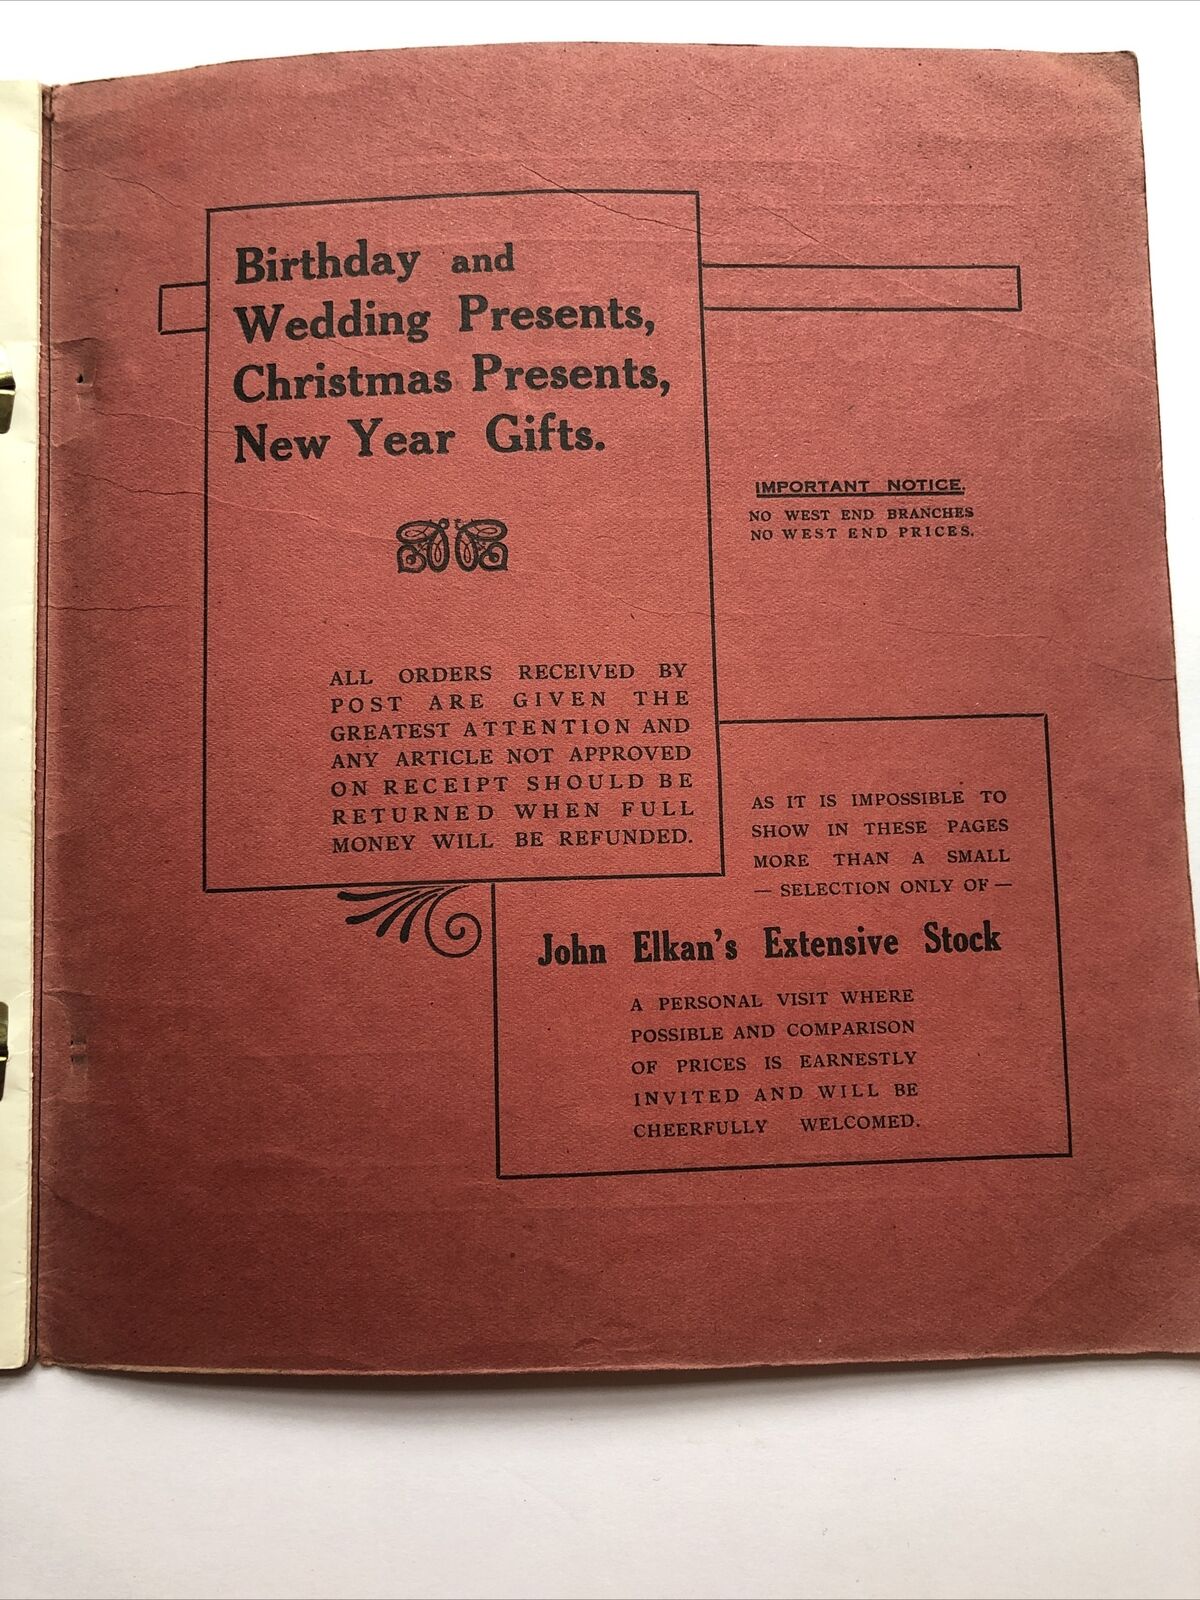 Birthday and
Wedding Presents,
Christmas Presents,
New Year Gifts.
ALL ORDERS RECEIVED BY
POST ARE GIVEN THE
GREATEST ATTENTION AND
ANY ARTICLE NOT APPROVED
ON RECEIPT SHOULD BE
RETURNED WHEN FULL
MONEY WILL BE REFUNDED.
IMPORTANT NOTICE.
NO WEST END BRANCHES
NO WEST END PRICES.
AS IT IS IMPOSSIBLE TO
SHOW IN THESE PAGES
MORE THAN A SMALL
— SELECTION ONLY OF —
John Elkan's Extensive Stock
A PERSONAL VISIT WHERE
POSSIBLE AND COMPARISON
OF PRICES IS EARNESTLY
INVITED AND WILL BE
CHEERFULLY WELCOMED.